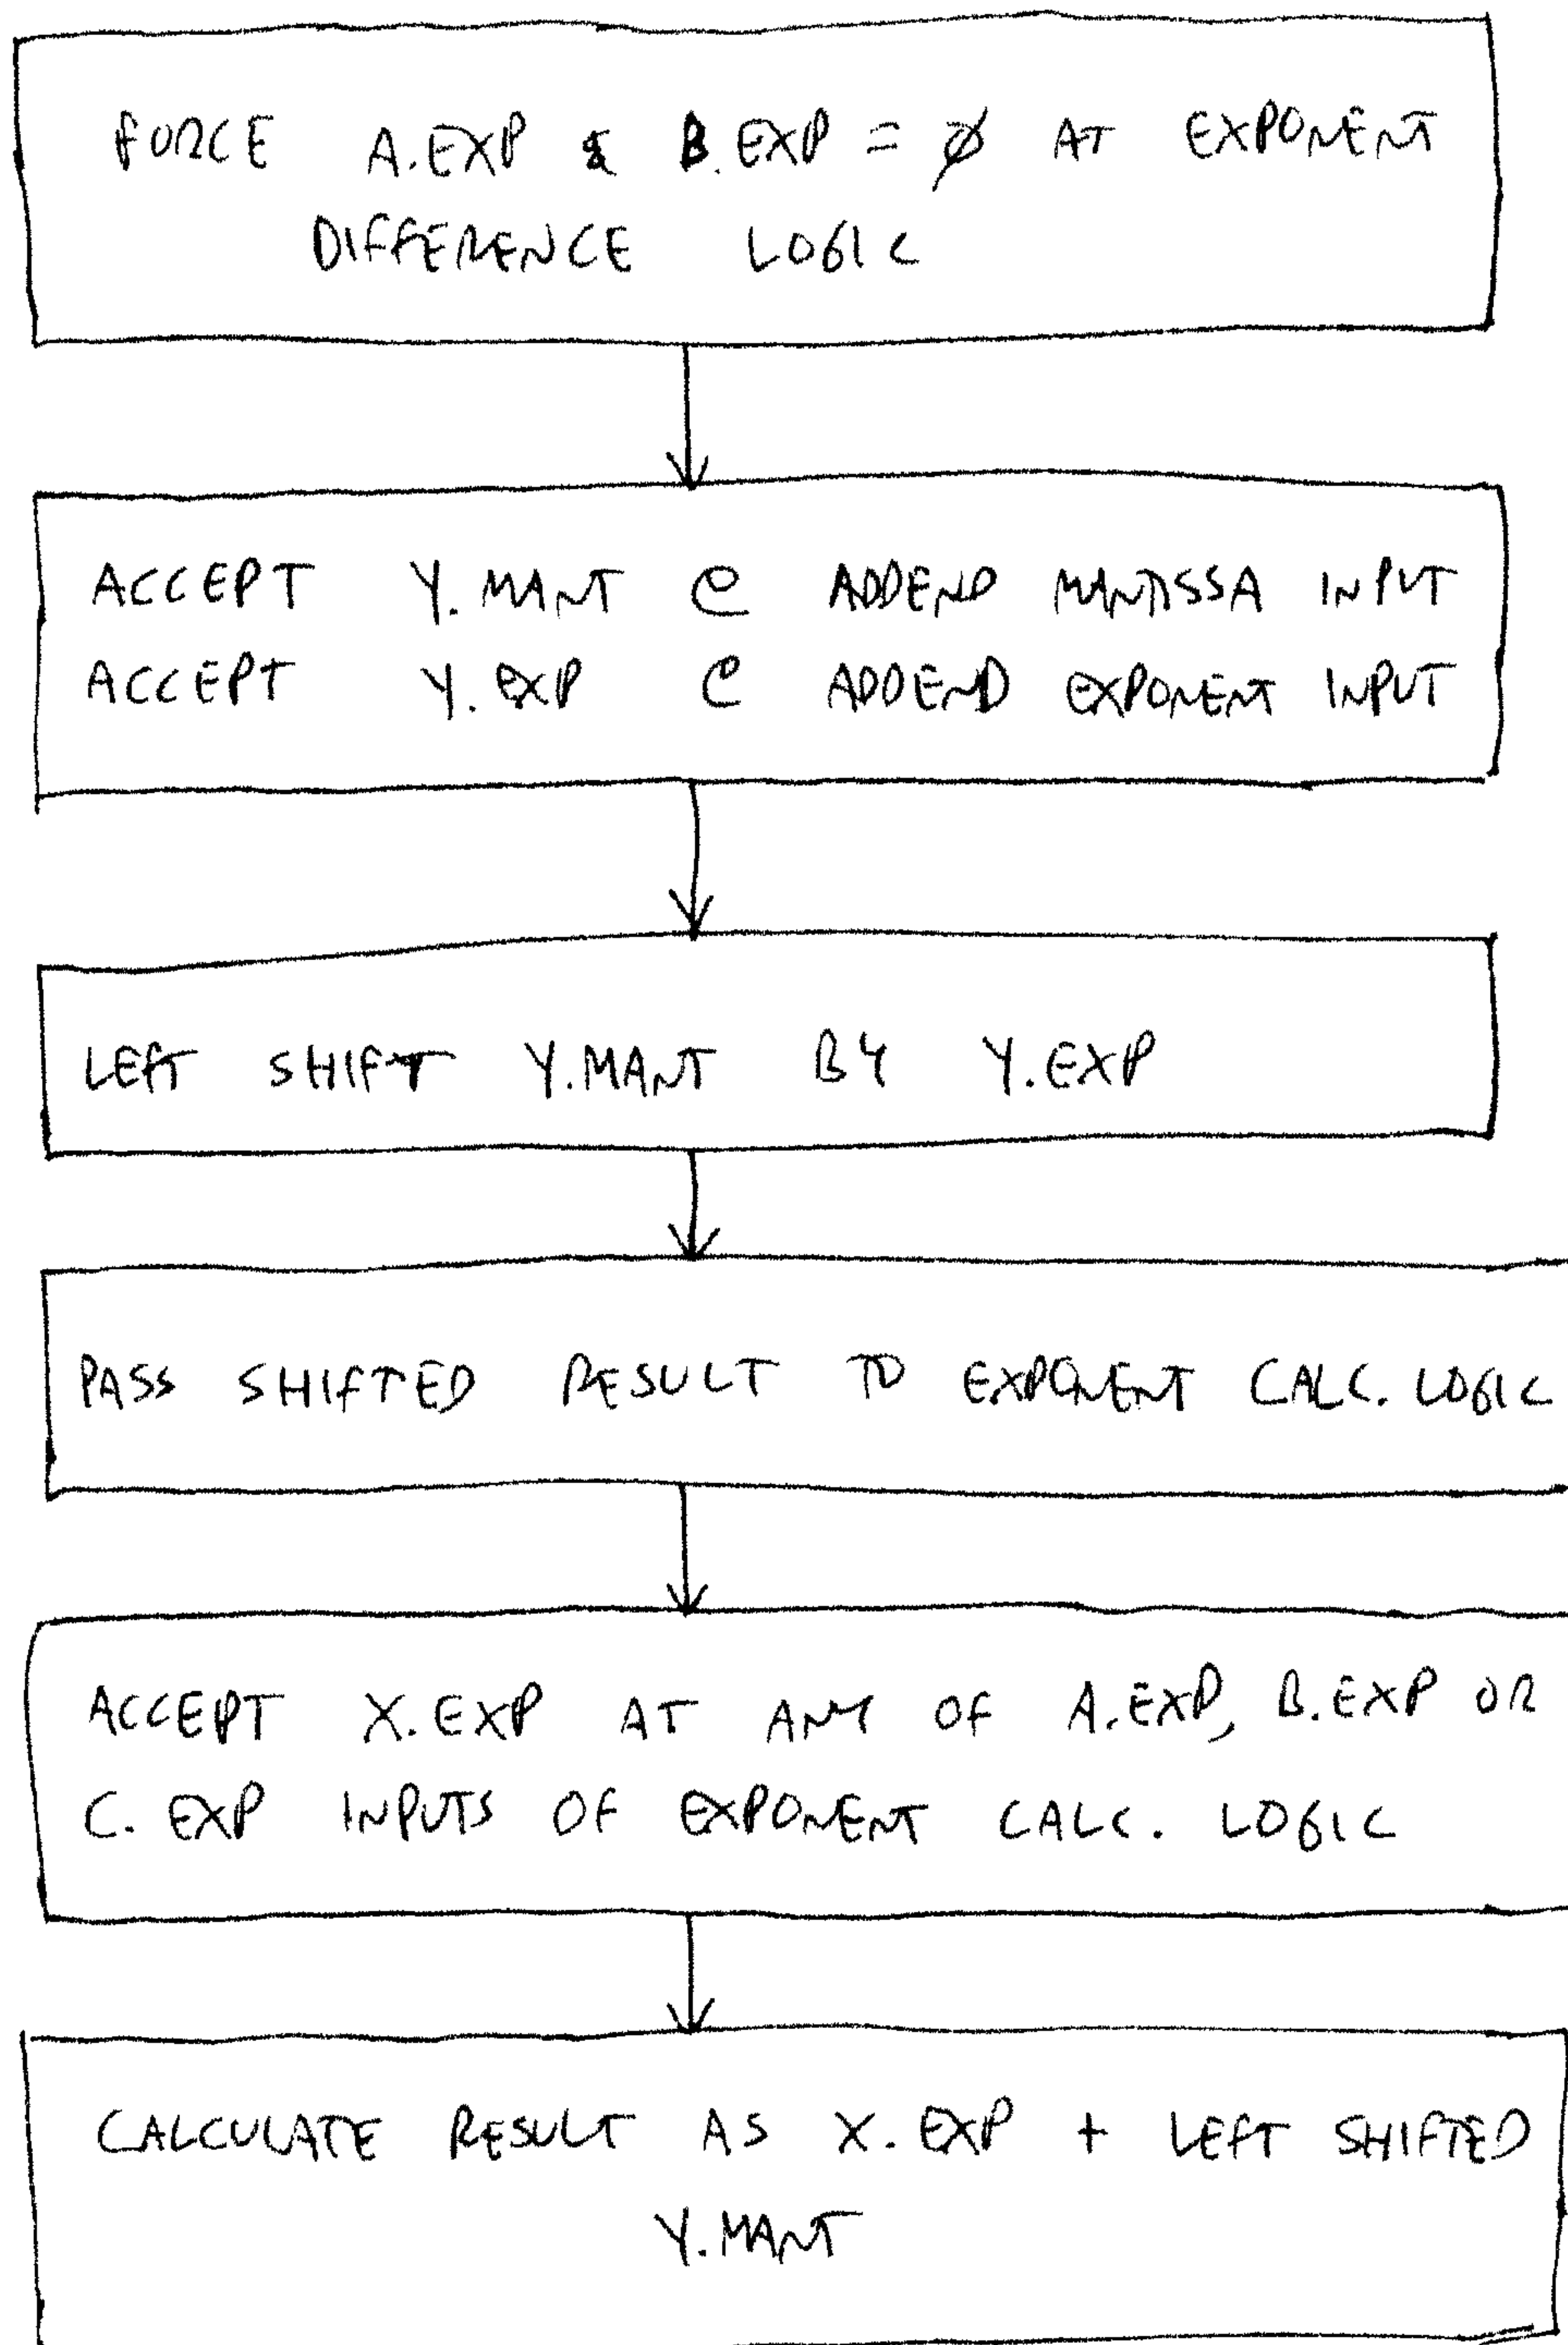 FORCE A.EXP & B.EXP = Ø AT EXPONENT
DIFFERENCE LOGIC
ACCEPT Y.MANT @ ADDEND MANTISSA INPUT
ACCEPT Y.EXP @ ADDEND EXPONENT INPUT
LEFT SHIFT Y.MANT BY Y.EXP
PASS SHIFTED RESULT TO EXPONENT CALC. LOGIC
ACCEPT X.EXP AT ANY OF A.EXP, B.EXP OR
C.EXP INPUTS OF EXPONENT CALC. LOGIC
CALCULATE RESULT AS X.EXP + LEFT SHIFTED
Y.MANT